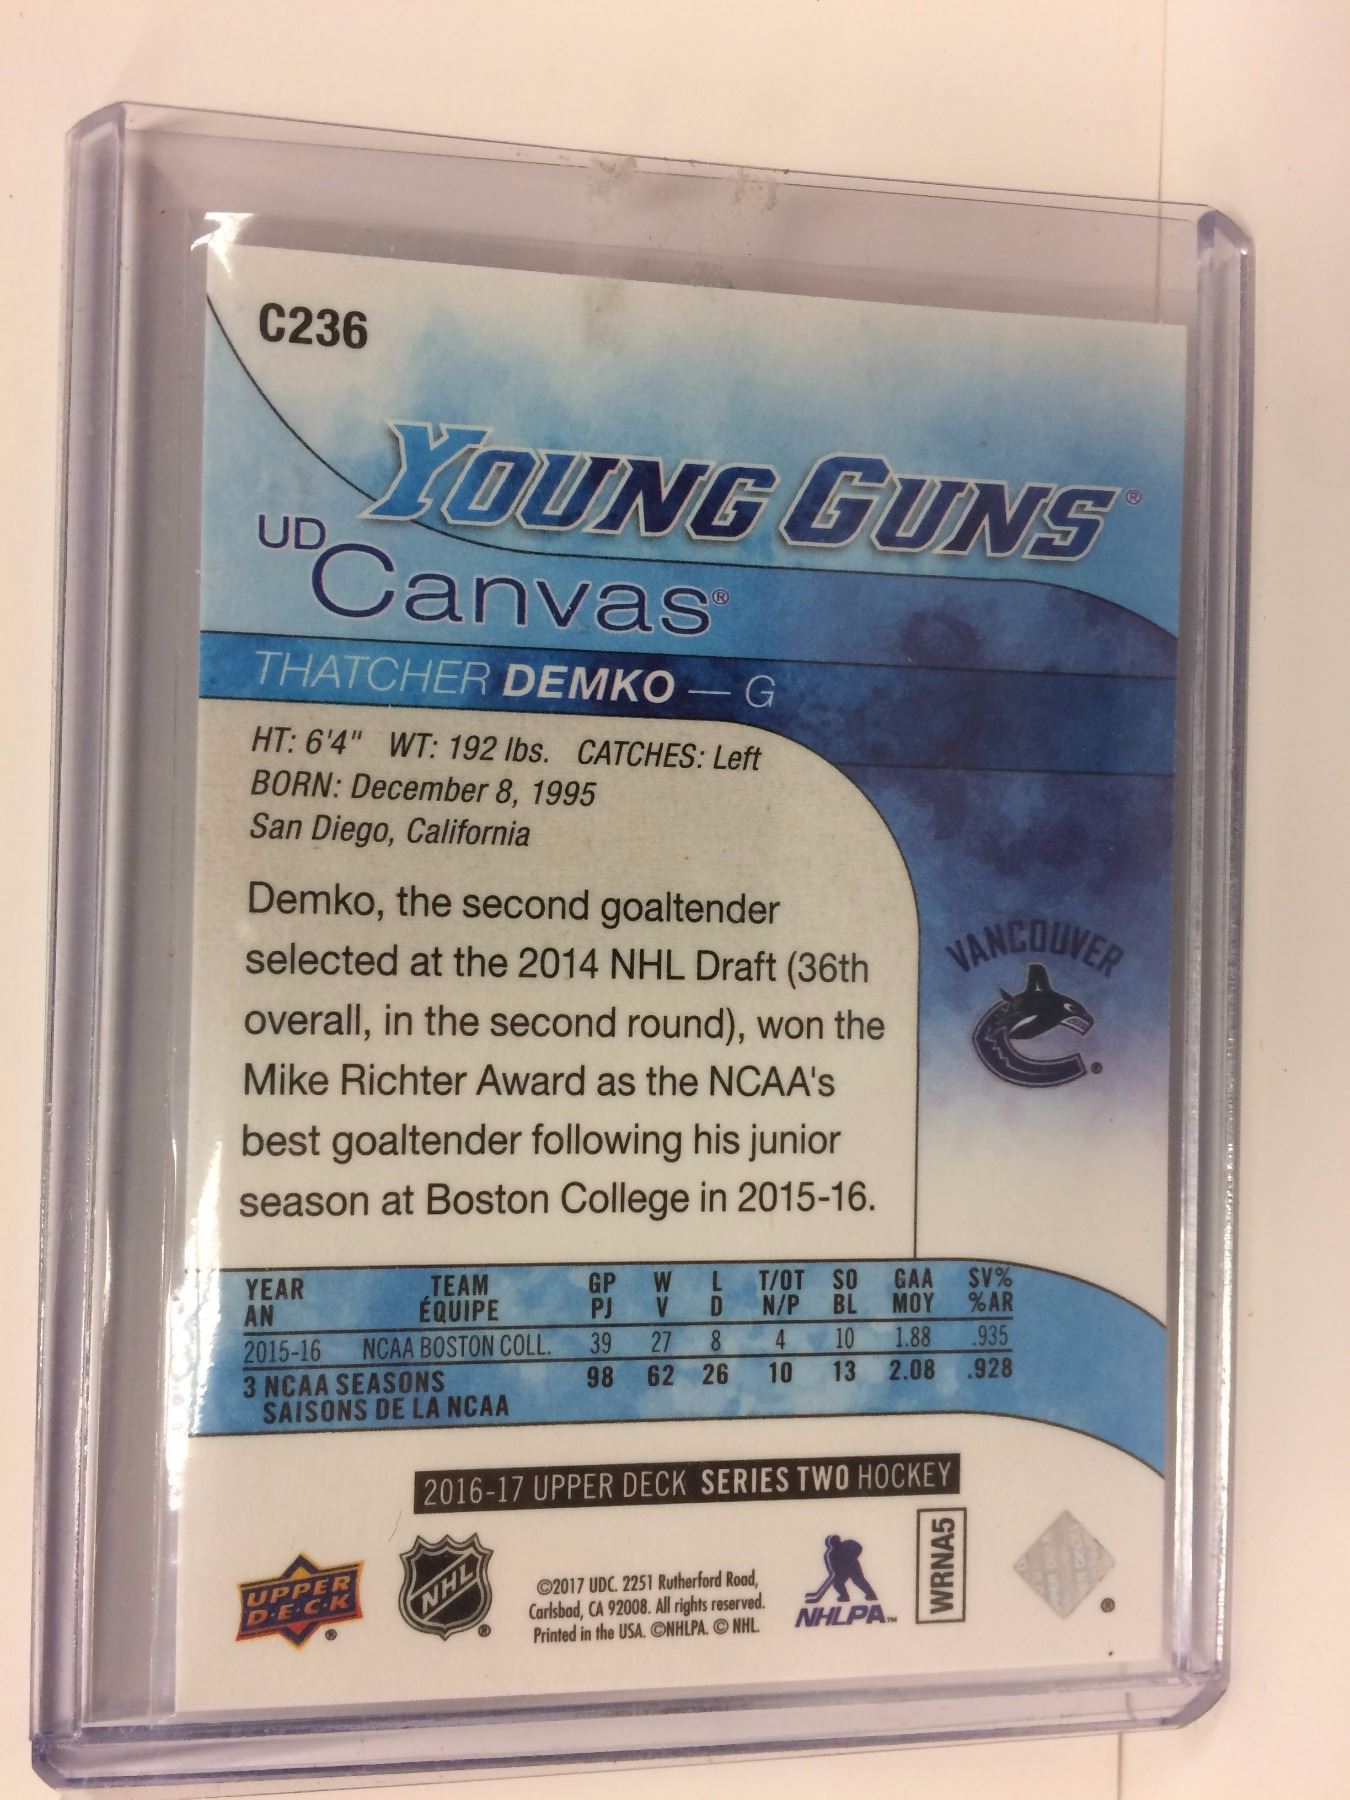 C236
YOUNG GUNS®
UD Canvas®
THATCHER DEMKO — G
HT: 6'4" WT: 192 lbs. CATCHES: Left
BORN: December 8, 1995
San Diego, California
Demko, the second goaltender
selected at the 2014 NHL Draft (36th
overall, in the second round), won the
Mike Richter Award as the NCAA's
best goaltender following his junior
season at Boston College in 2015-16.
VANCOUVER
®
YEAR TEAM GP W L T/OT SO GAA SV%
AN ÉQUIPE PJ V D N/P BL MOY %AR
2015-16 NCAA BOSTON COLL. 39 27 8 4 10 1.88 .935
3 NCAA SEASONS 98 62 26 10 13 2.08 .928
SAISONS DE LA NCAA
2016-17 UPPER DECK SERIES TWO HOCKEY
UPPER DECK®
NHL®
©2017 UDC. 2251 Rutherford Road,
Carlsbad, CA 92008. All rights reserved.
Printed in the USA. ©NHLPA. © NHL.
NHLPA™
WRNA5
®